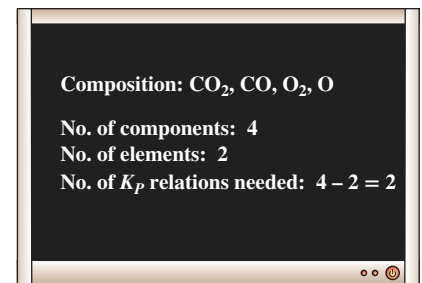 Composition: CO₂, CO, O₂, O
No. of components: 4
No. of elements: 2
No. of Kₚ relations needed: 4 – 2 = 2